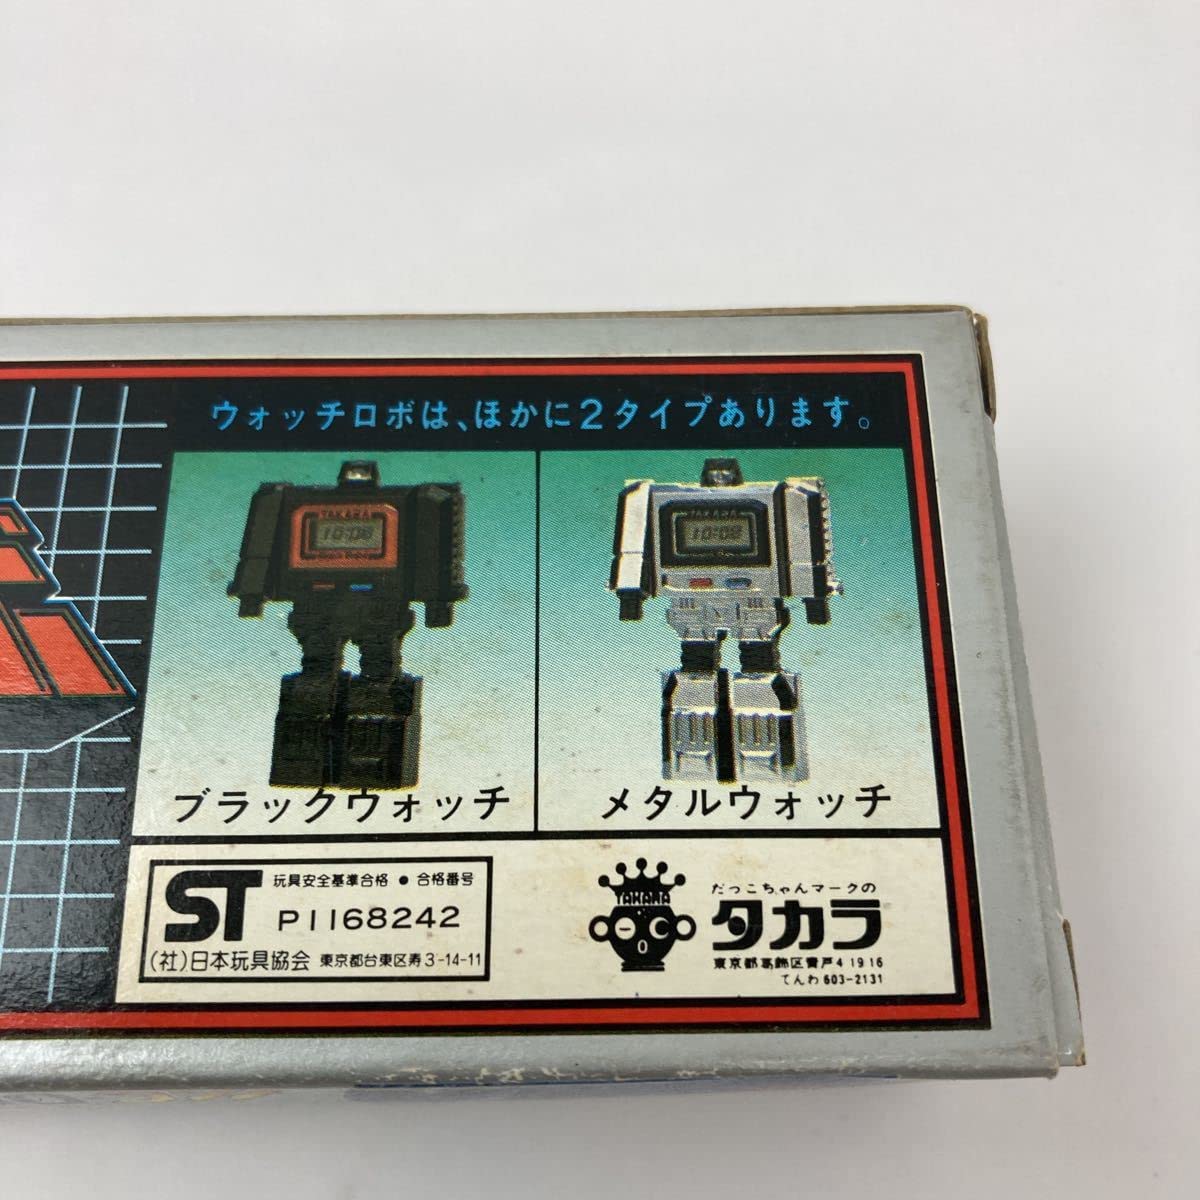 ウォッチロボは、ほかに2タイプあります。
TAKARA
10:08
TAKARA
10:08
ブラックウォッチ
メタルウォッチ
ST 玩具安全基準合格 ● 合格番号
P1168242
(社)日本玩具協会 東京都台東区寿3-14-11
TAKARA
だっこちゃんマークの
タカラ
東京都葛飾区青戸4 19 16
てんわ 603-2131